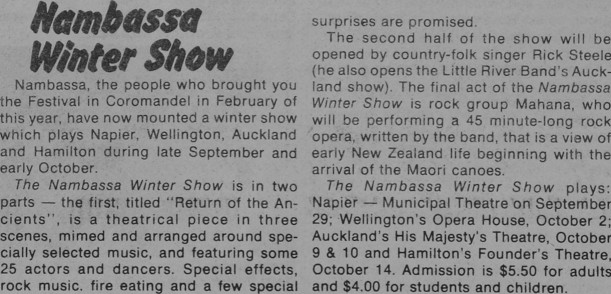 Nambassa
Winter Show
Nambassa, the people who brought you
the Festival in Coromandel in February of
this year, have now mounted a winter show
which plays Napier, Wellington, Auckland
and Hamilton during late September and
early October.
The Nambassa Winter Show is in two
parts — the first, titled "Return of the An-
cients", is a theatrical piece in three
scenes, mimed and arranged around spe-
cially selected music, and featuring some
25 actors and dancers. Special effects,
rock music. fire eating and a few special
surprises are promised.
The second half of the show will be
opened by country-folk singer Rick Steele
(he also opens the Little River Band's Auck-
land show). The final act of the Nambassa
Winter Show is rock group Mahana, who
will be performing a 45 minute-long rock
opera, written by the band, that is a view of
early New Zealand life beginning with the
arrival of the Maori canoes.
The Nambassa Winter Show plays:
Napier — Municipal Theatre on September
29; Wellington's Opera House, October 2;
Auckland's His Majesty's Theatre, October
9 & 10 and Hamilton's Founder's Theatre,
October 14. Admission is $5.50 for adults
and $4.00 for students and children.